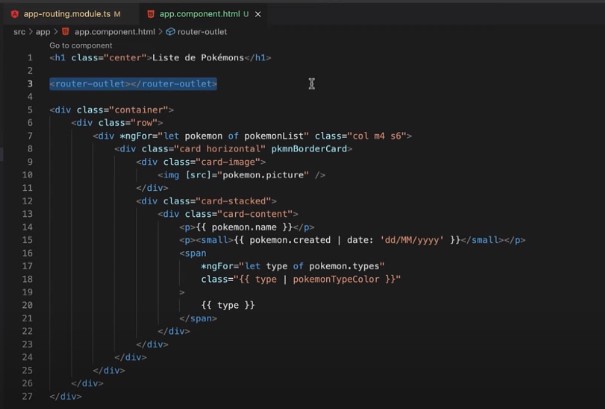 app-routing.module.ts M
app.component.html U
src > app > app.component.html > router-outlet
Go to component
1 <h1 class="center">Liste de Pokémons</h1>
2
3 <router-outlet></router-outlet>
4
5 <div class="container">
6 <div class="row">
7 <div *ngFor="let pokemon of pokemonList" class="col m4 s6">
8 <div class="card horizontal" pkmnBorderCard>
9 <div class="card-image">
10 <img [src]="pokemon.picture" />
11 </div>
12 <div class="card-stacked">
13 <div class="card-content">
14 <p>{{ pokemon.name }}</p>
15 <p><small>{{ pokemon.created | date: 'dd/MM/yyyy' }}</small></p>
16 <span
17 *ngFor="let type of pokemon.types"
18 class="{{ type | pokemonTypeColor }}"
19 >
20 {{ type }}
21 </span>
22 </div>
23 </div>
24 </div>
25 </div>
26 </div>
27 </div>